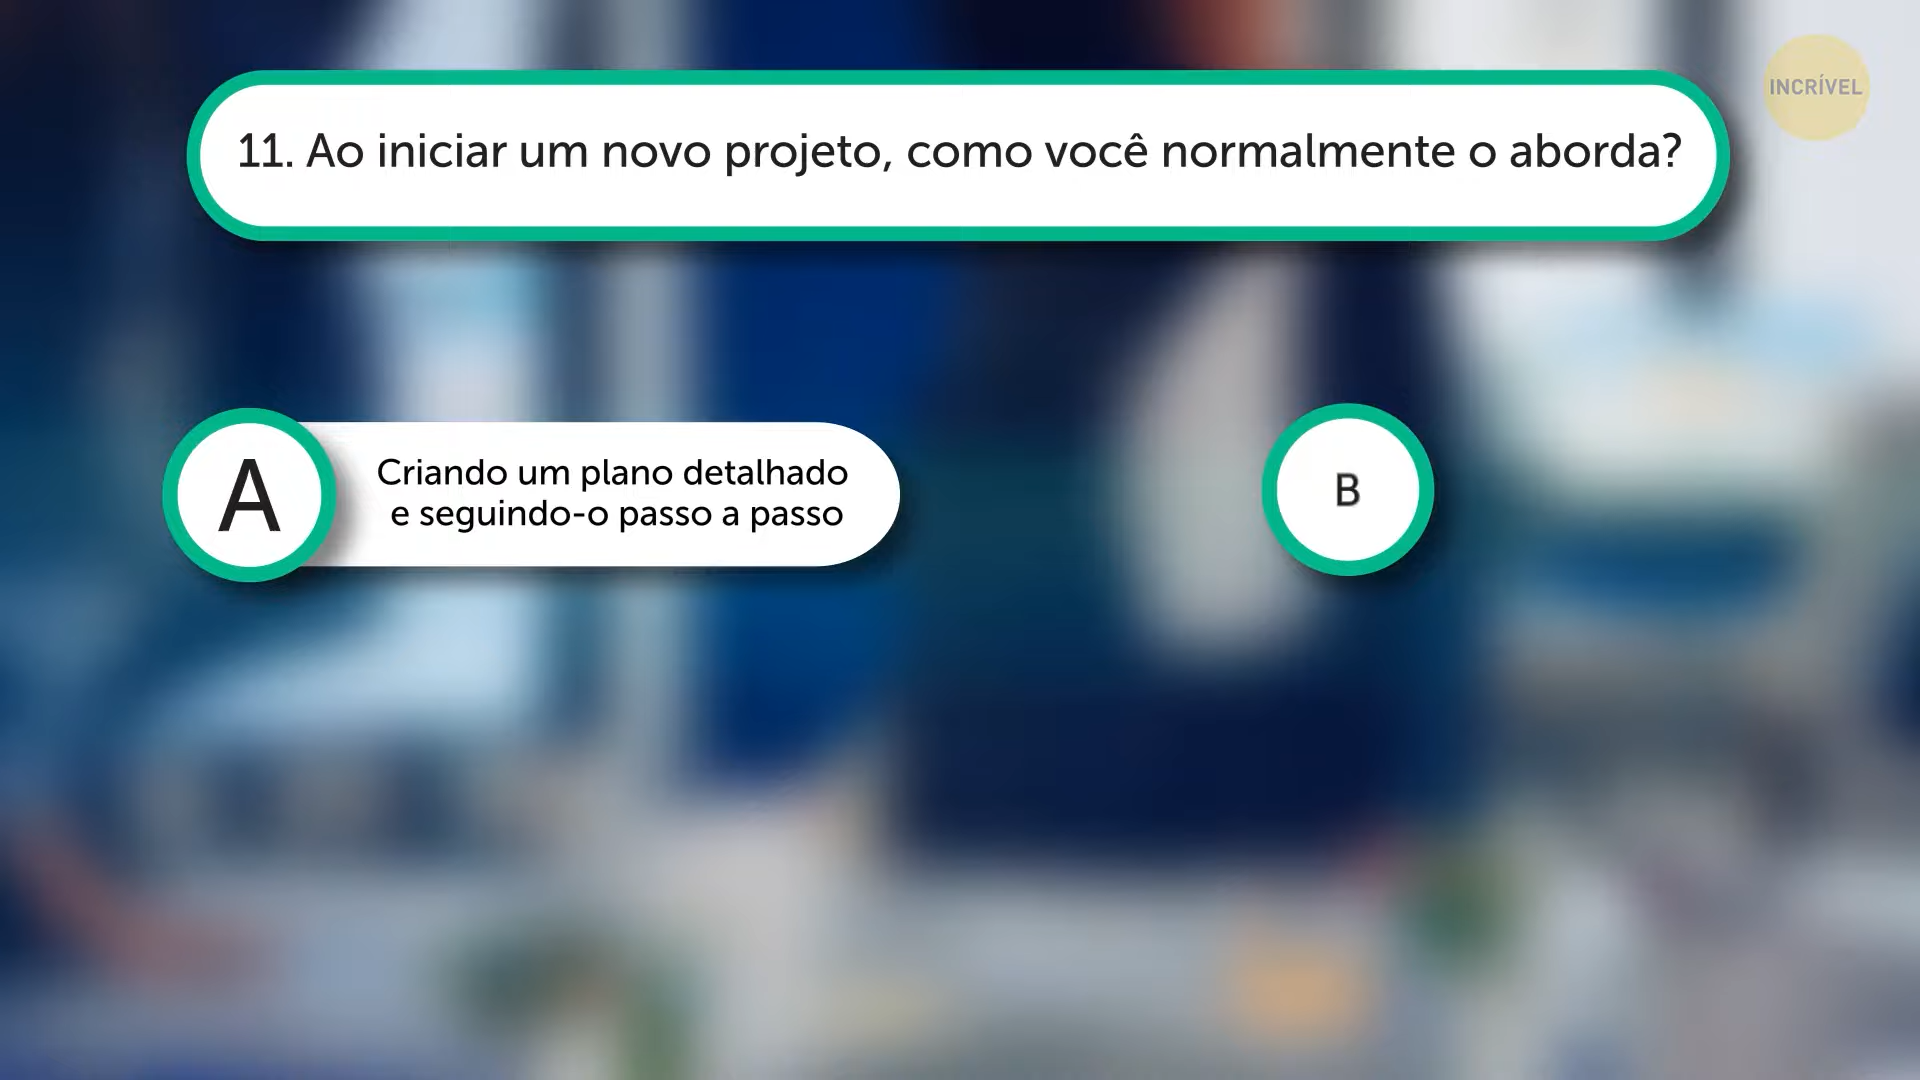 INCRÍVEL
11. Ao iniciar um novo projeto, como você normalmente o aborda?
A
Criando um plano detalhado
e seguindo-o passo a passo
B